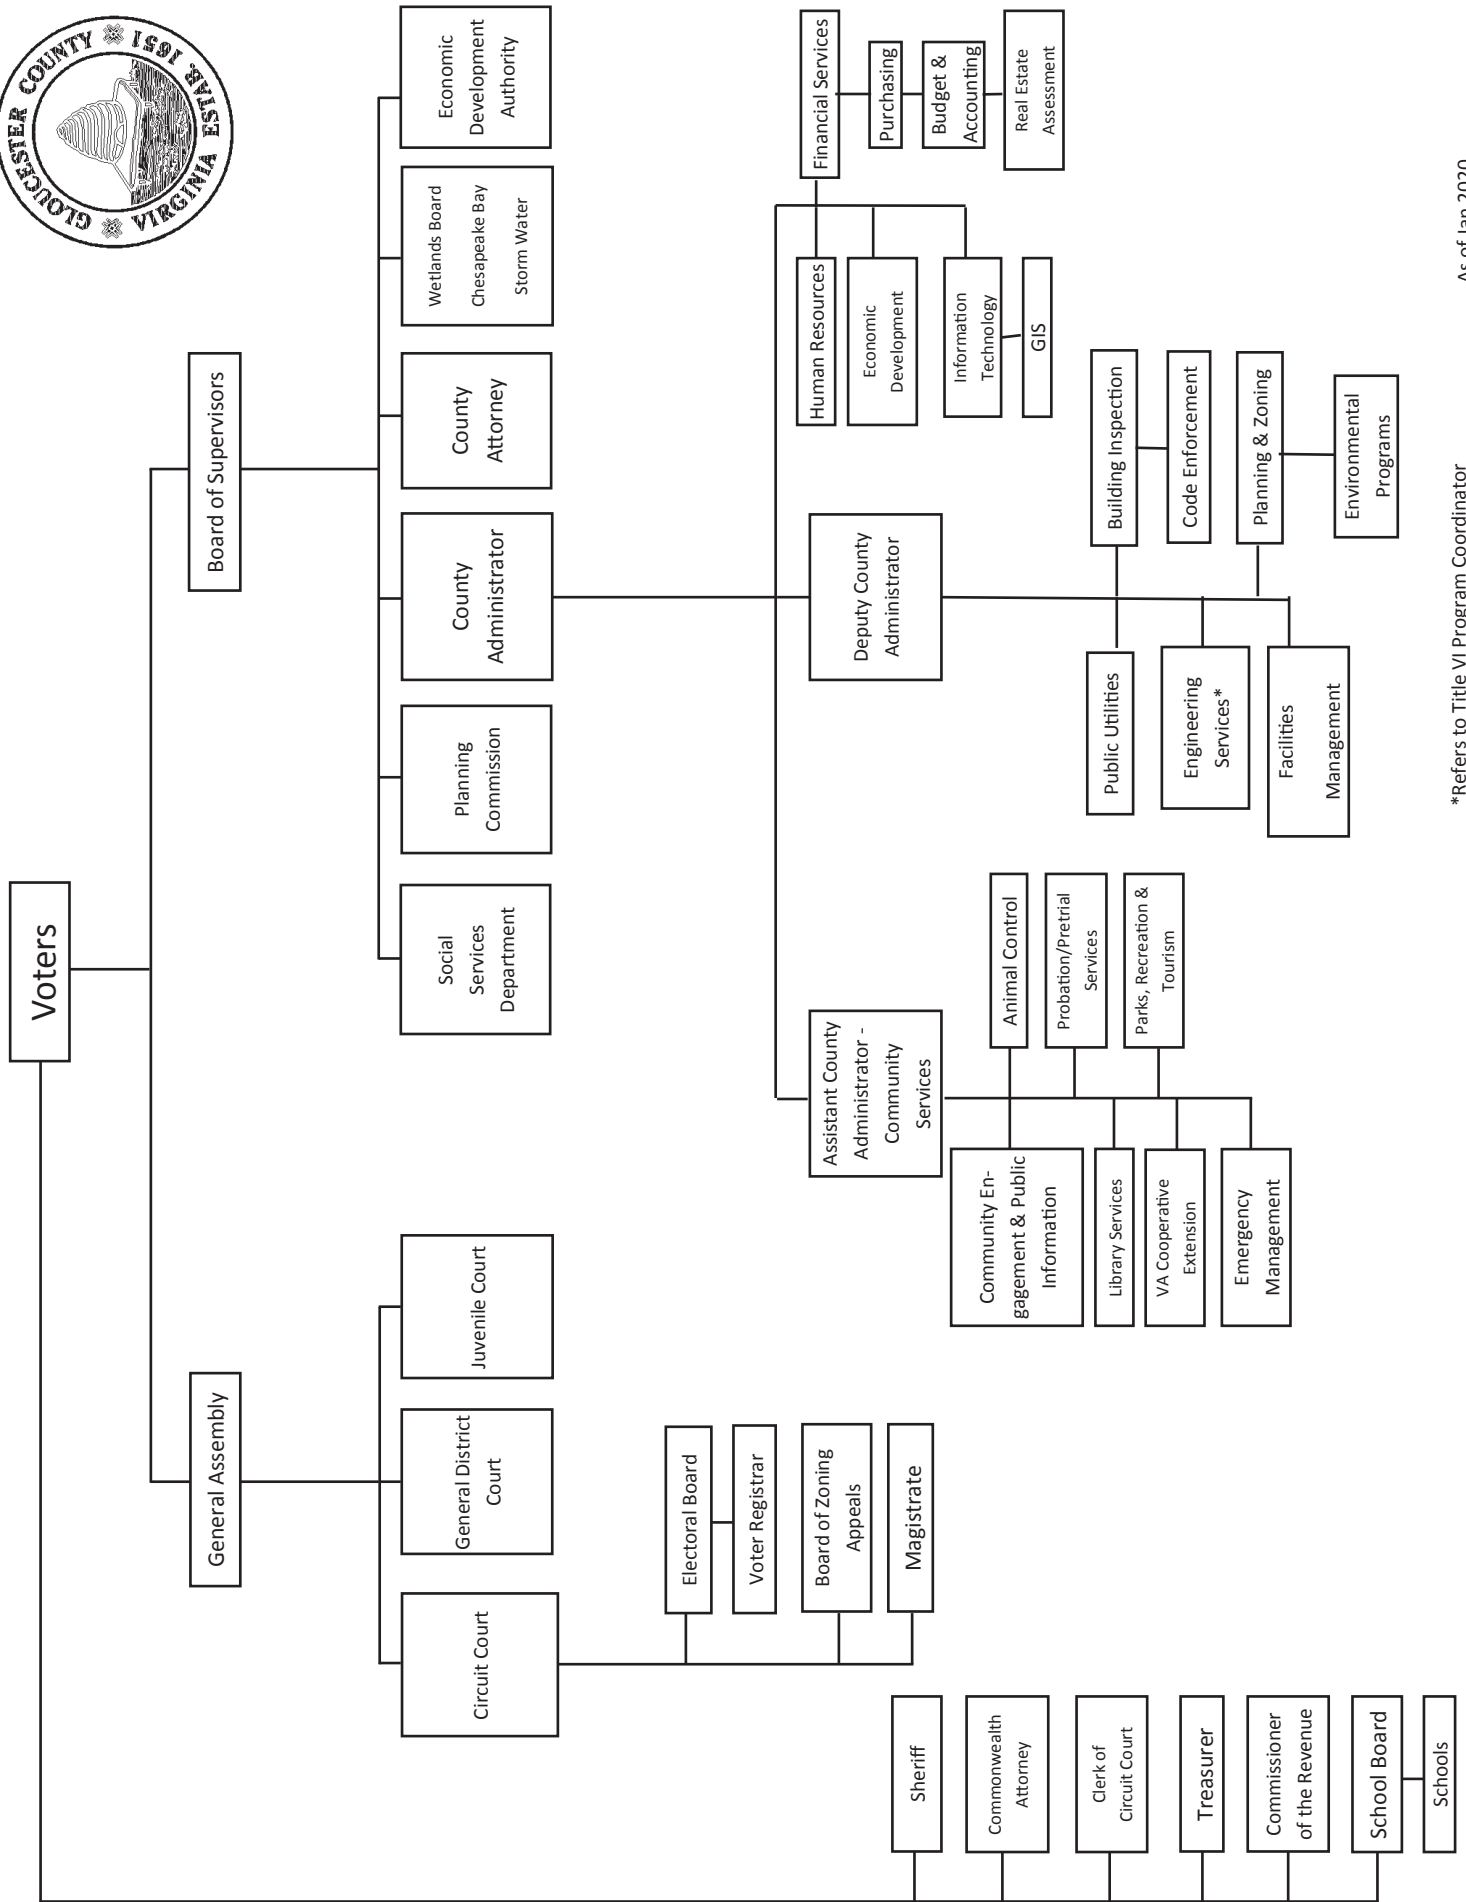 GLOUCESTER COUNTY
VIRGINIA ESTAB. 1651
Voters
General Assembly
Board of Supervisors
Circuit Court
General District
Court
Juvenile Court
Social
Services
Department
Planning
Commission
County
Administrator
County
Attorney
Wetlands Board
Chesapeake Bay
Storm Water
Economic
Development
Authority
Electoral Board
Voter Registrar
Board of Zoning
Appeals
Magistrate
Sheriff
Commonwealth
Attorney
Clerk of
Circuit Court
Treasurer
Commissioner
of the Revenue
School Board
Schools
Assistant County
Administrator -
Community
Services
Community En-
gagement & Public
Information
Library Services
VA Cooperative
Extension
Emergency
Management
Animal Control
Probation/Pretrial
Services
Parks, Recreation &
Tourism
Deputy County
Administrator
Public Utilities
Engineering
Services*
Facilities
Management
Building Inspection
Code Enforcement
Planning & Zoning
Environmental
Programs
Human Resources
Economic
Development
Information
Technology
GIS
Financial Services
Purchasing
Budget &
Accounting
Real Estate
Assessment
*Refers to Title VI Program Coordinator
As of Jan 2020